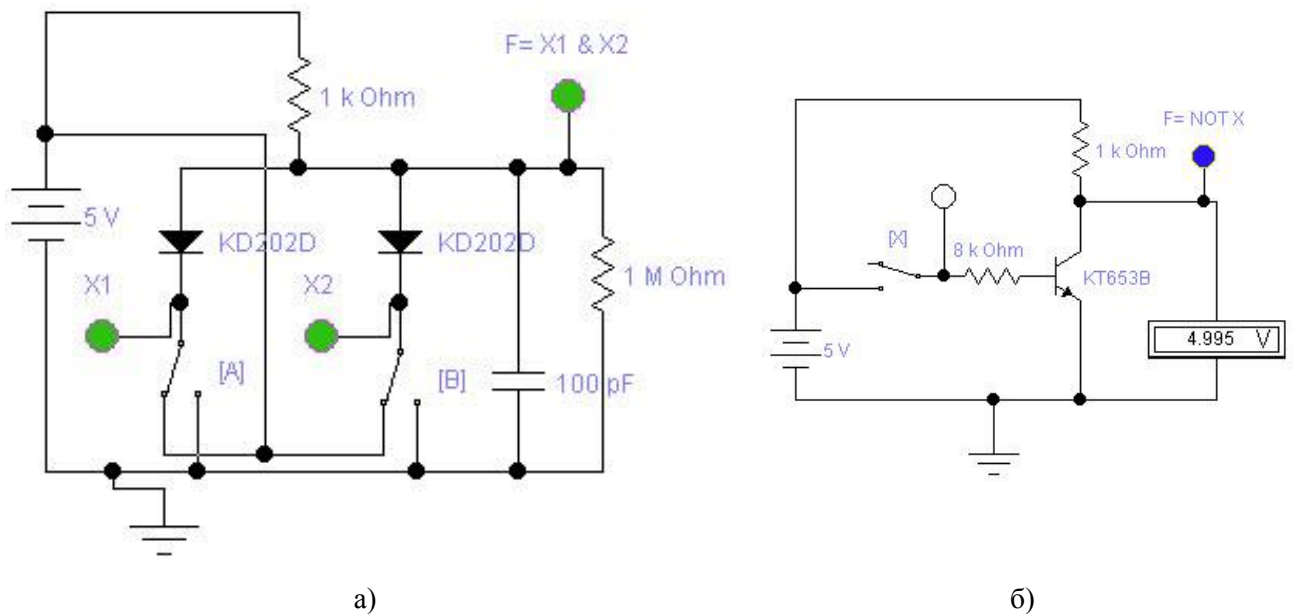 F= X1 & X2
1 k Ohm
5 V
KD202D
KD202D
X1
X2
1 M Ohm
[A]
[B]
100 pF
а)
F= NOT X
1 k Ohm
[X]
8 k Ohm
KT653B
5 V
4.995 V
б)